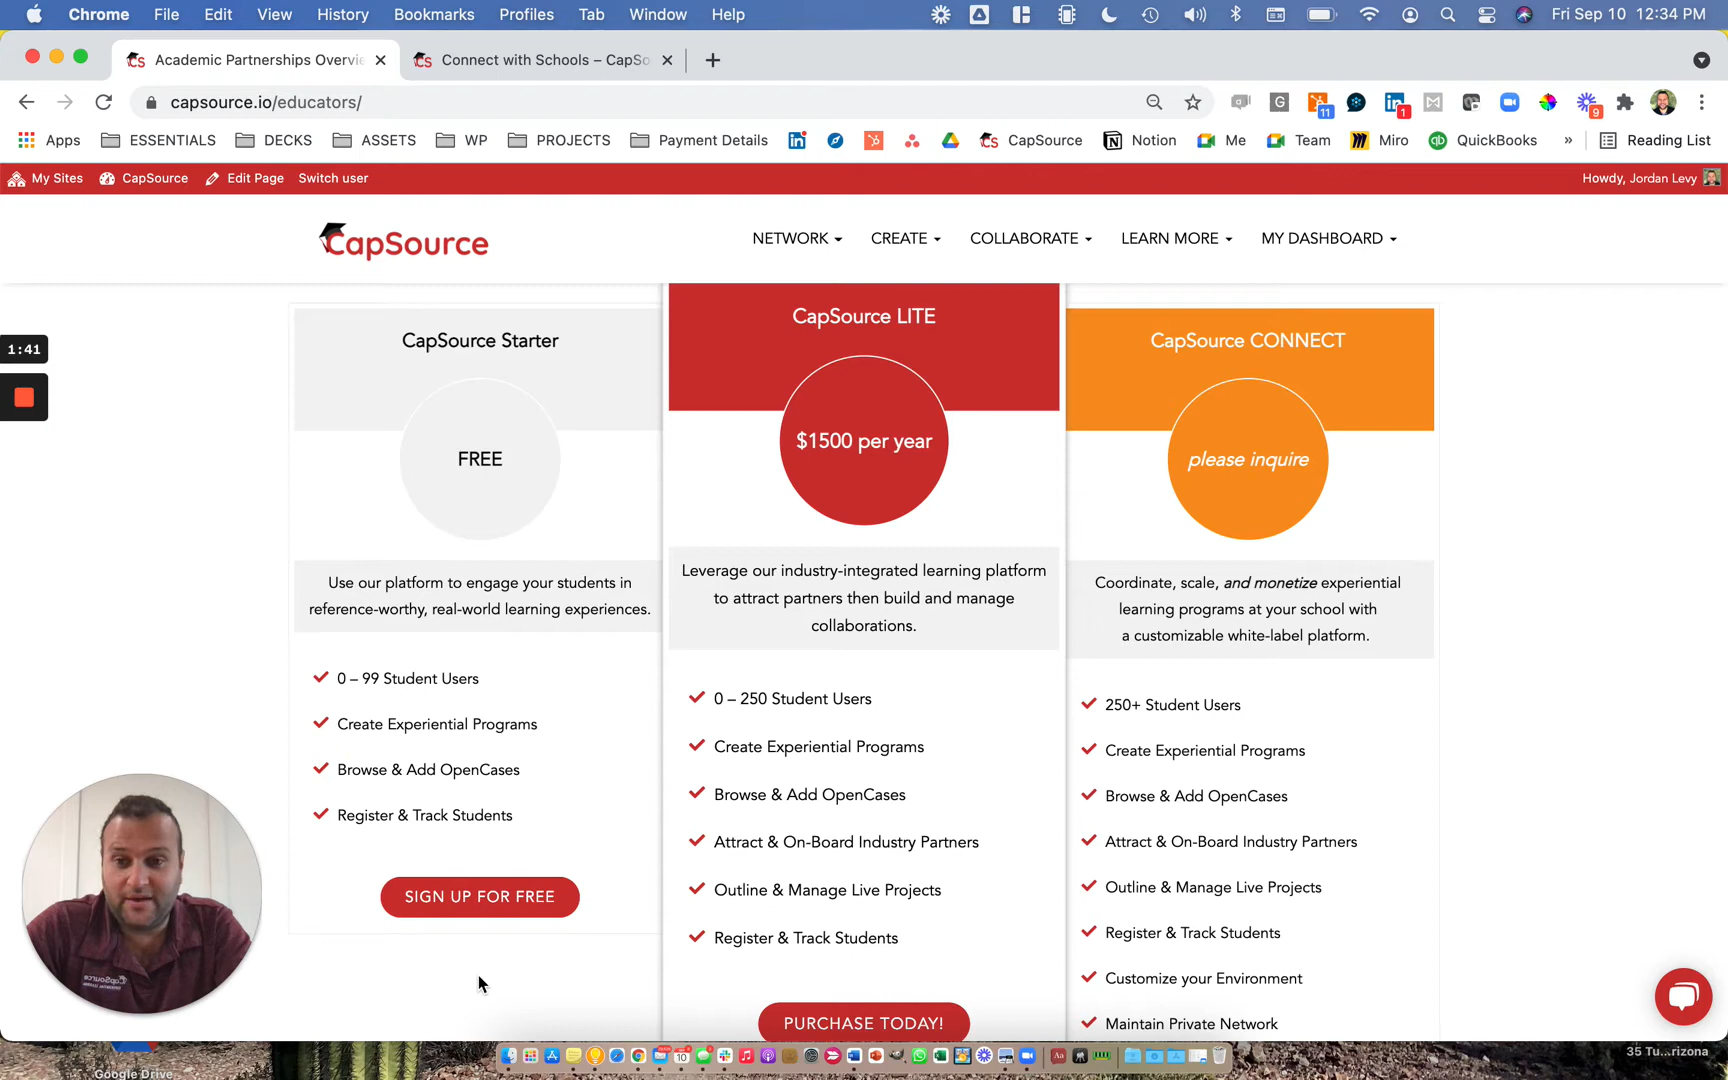 Chrome File Edit View History Bookmarks Profiles Tab Window Help
Fri Sep 10 12:34 PM
Academic Partnerships Overvi
Connect with Schools – CapSo
capsource.io/educators/
11
1
9
Apps ESSENTIALS DECKS ASSETS WP PROJECTS Payment Details CapSource Notion Me Team Miro QuickBooks » Reading List
My Sites CapSource Edit Page Switch user
Howdy, Jordan Levy
CapSource
NETWORK CREATE COLLABORATE LEARN MORE MY DASHBOARD
1:41
CapSource Starter
FREE
Use our platform to engage your students in
reference-worthy, real-world learning experiences.
0 – 99 Student Users
Create Experiential Programs
Browse & Add OpenCases
Register & Track Students
SIGN UP FOR FREE
CapSource LITE
$1500 per year
Leverage our industry-integrated learning platform
to attract partners then build and manage
collaborations.
0 – 250 Student Users
Create Experiential Programs
Browse & Add OpenCases
Attract & On-Board Industry Partners
Outline & Manage Live Projects
Register & Track Students
PURCHASE TODAY!
CapSource CONNECT
please inquire
Coordinate, scale, and monetize experiential
learning programs at your school with
a customizable white-label platform.
250+ Student Users
Create Experiential Programs
Browse & Add OpenCases
Attract & On-Board Industry Partners
Outline & Manage Live Projects
Register & Track Students
Customize your Environment
Maintain Private Network
35 Tu...rizona
Google Drive